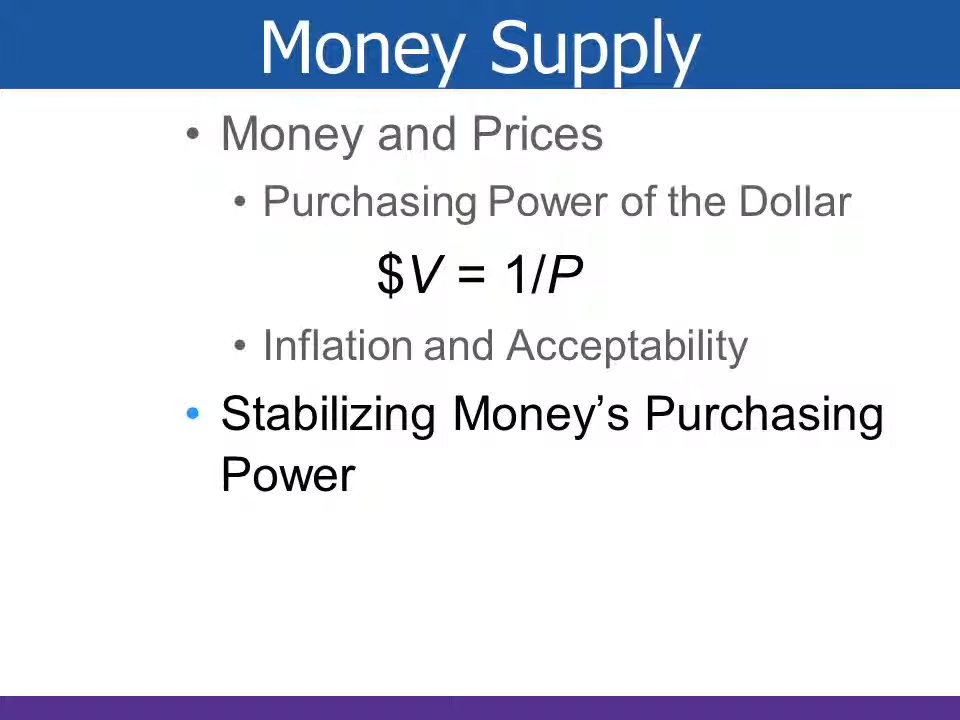 Money Supply
• Money and Prices
• Purchasing Power of the Dollar
$V = 1/P
• Inflation and Acceptability
• Stabilizing Money’s Purchasing
Power